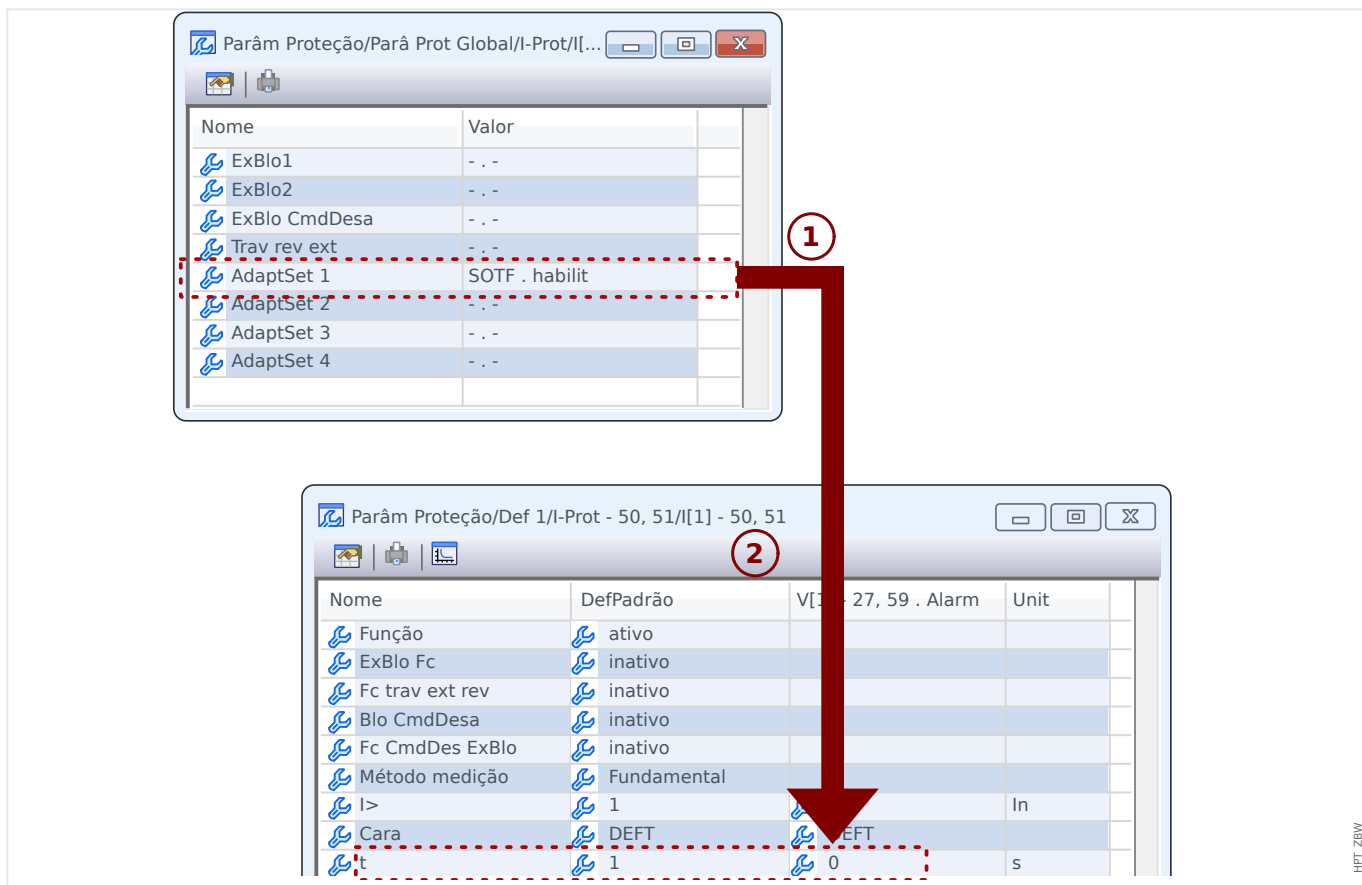 Parâm Proteção/Parâ Prot Global/I-Prot/I[...
Nome Valor
ExBlo1 - . -
ExBlo2 - . -
ExBlo CmdDesa - . -
Trav rev ext - . -
1
AdaptSet 1 SOTF . habilit
AdaptSet 2 - . -
AdaptSet 3 - . -
AdaptSet 4 - . -
Parâm Proteção/Def 1/I-Prot - 50, 51/I[1] - 50, 51
2
Nome DefPadrão 27, 59 . Alarm Unit
Função ativo
ExBlo Fc inativo
Fc trav ext rev inativo
Blo CmdDesa inativo
Fc CmdDes ExBlo inativo
Método medição Fundamental
I> 1 In
Cara DEFT
t 1 0 s
HPT ZBW